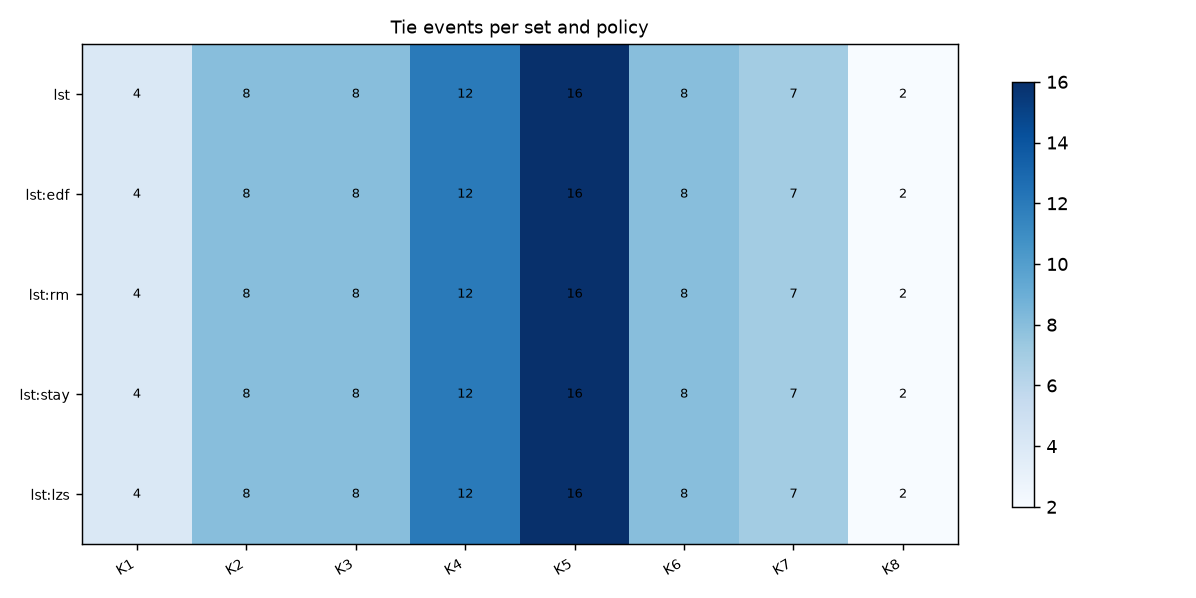 Tie events per set and policy
lst 4 8 8 12 16 8 7 2
lst:edf 4 8 8 12 16 8 7 2
lst:rm 4 8 8 12 16 8 7 2
lst:stay 4 8 8 12 16 8 7 2
lst:lzs 4 8 8 12 16 8 7 2
K1 K2 K3 K4 K5 K6 K7 K8
16
14
12
10
8
6
4
2